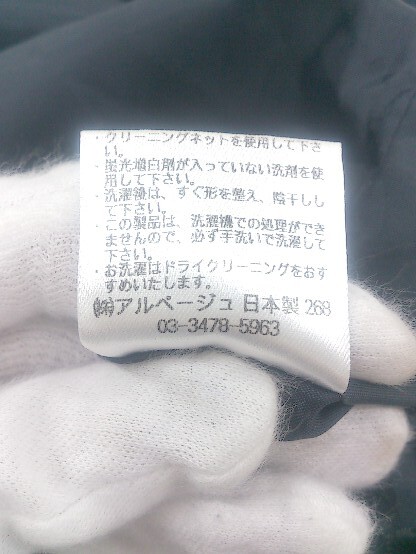 ・クリーニングネットを使用して下さ
い。
・蛍光増白剤が入っていない洗剤を使
用して下さい。
・洗濯後は、すぐ形を整え、陰干しし
て下さい。
・この製品は、洗濯機での処理ができ
ませんので、必ず手洗いで洗濯して
下さい。
・お洗濯はドライクリーニングをおす
すめいたします。
㈱アルページュ 日本製 268
03-3478-5963